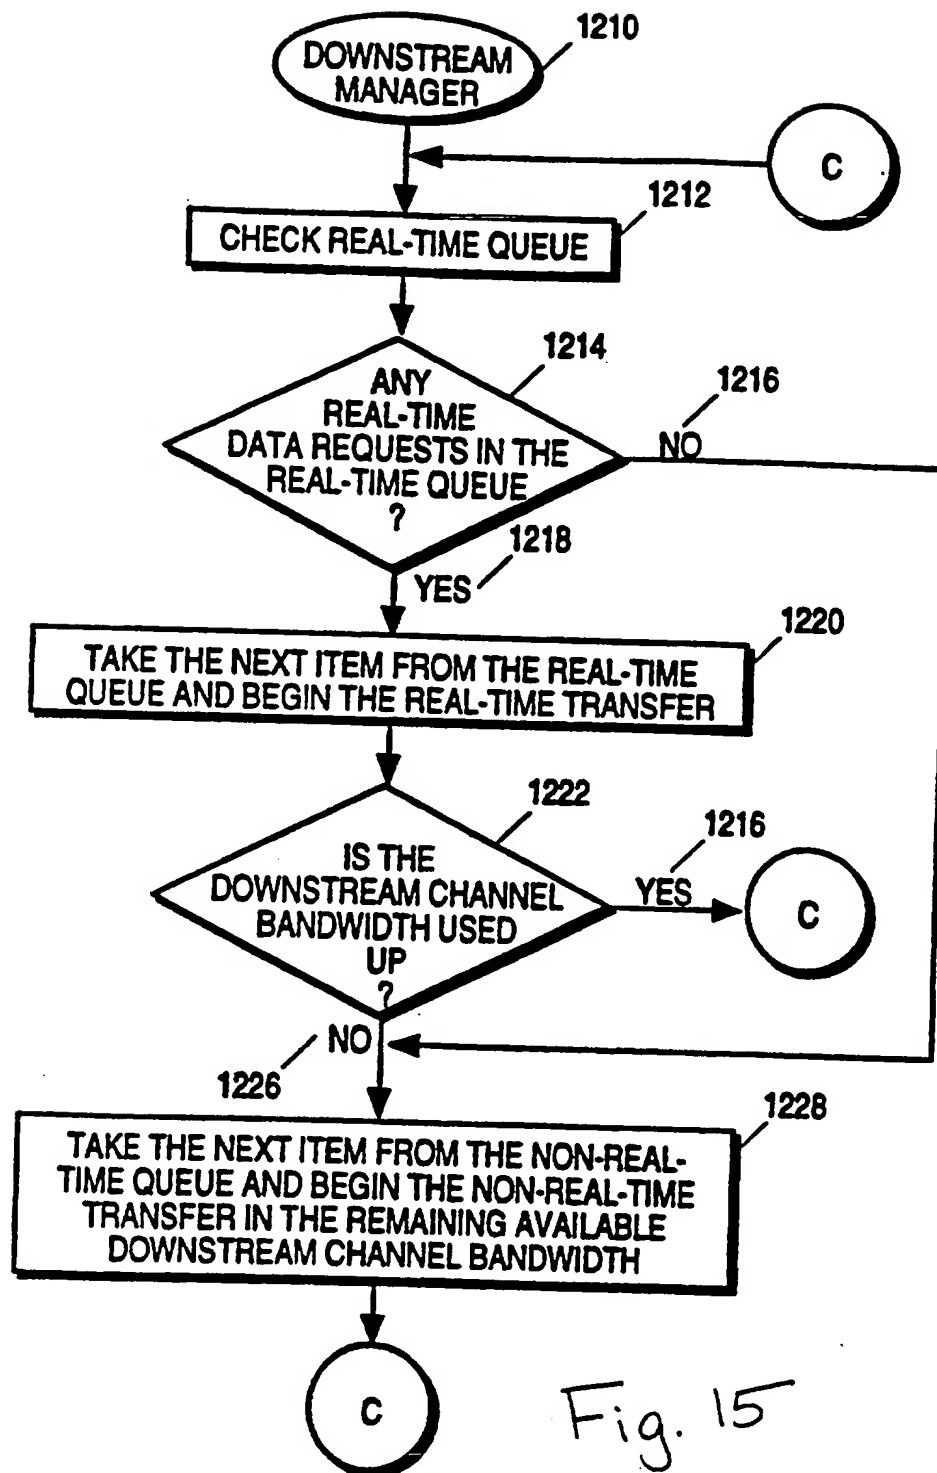 1210
DOWNSTREAM
MANAGER
C
1212
CHECK REAL-TIME QUEUE
1214
ANY
REAL-TIME
DATA REQUESTS IN THE
REAL-TIME QUEUE
?
1216
NO
1218
YES
1220
TAKE THE NEXT ITEM FROM THE REAL-TIME
QUEUE AND BEGIN THE REAL-TIME TRANSFER
1222
IS THE
DOWNSTREAM CHANNEL
BANDWIDTH USED
UP
?
1216
YES
C
NO
1226
1228
TAKE THE NEXT ITEM FROM THE NON-REAL-
TIME QUEUE AND BEGIN THE NON-REAL-TIME
TRANSFER IN THE REMAINING AVAILABLE
DOWNSTREAM CHANNEL BANDWIDTH
C
Fig. 15